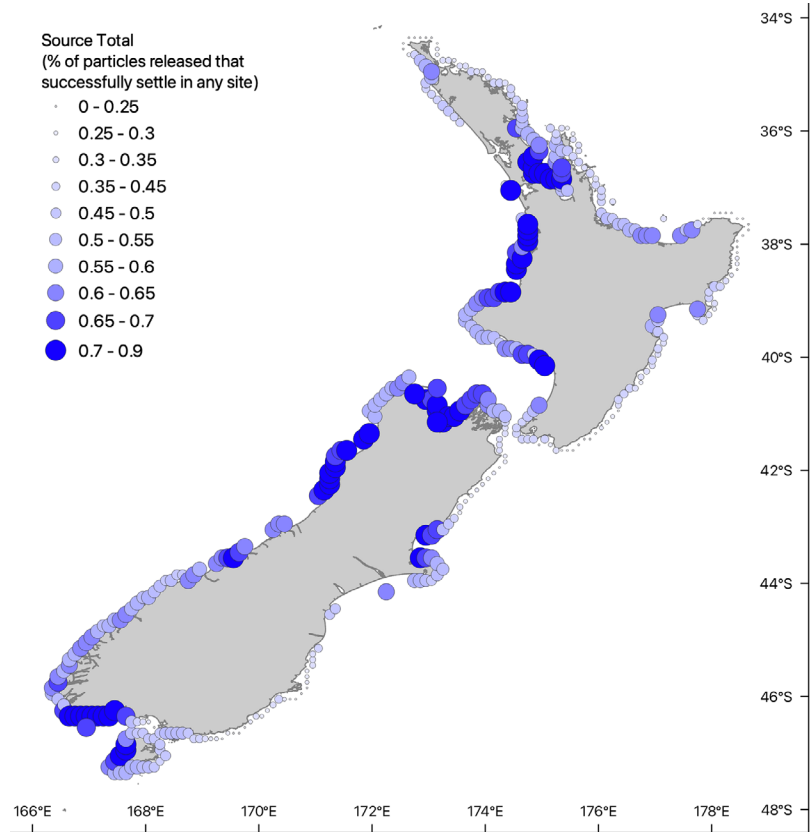 Source Total
(% of particles released that
successfully settle in any site)
0 - 0.25
0.25 - 0.3
0.3 - 0.35
0.35 - 0.45
0.45 - 0.5
0.5 - 0.55
0.55 - 0.6
0.6 - 0.65
0.65 - 0.7
0.7 - 0.9
34°S
36°S
38°S
40°S
42°S
44°S
46°S
48°S
166°E 168°E 170°E 172°E 174°E 176°E 178°E